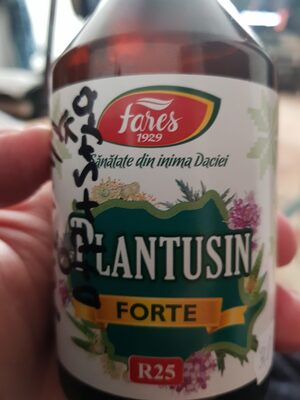 fares
1929
Sănătate din inima Daciei
PLANTUSIN
FORTE
R25